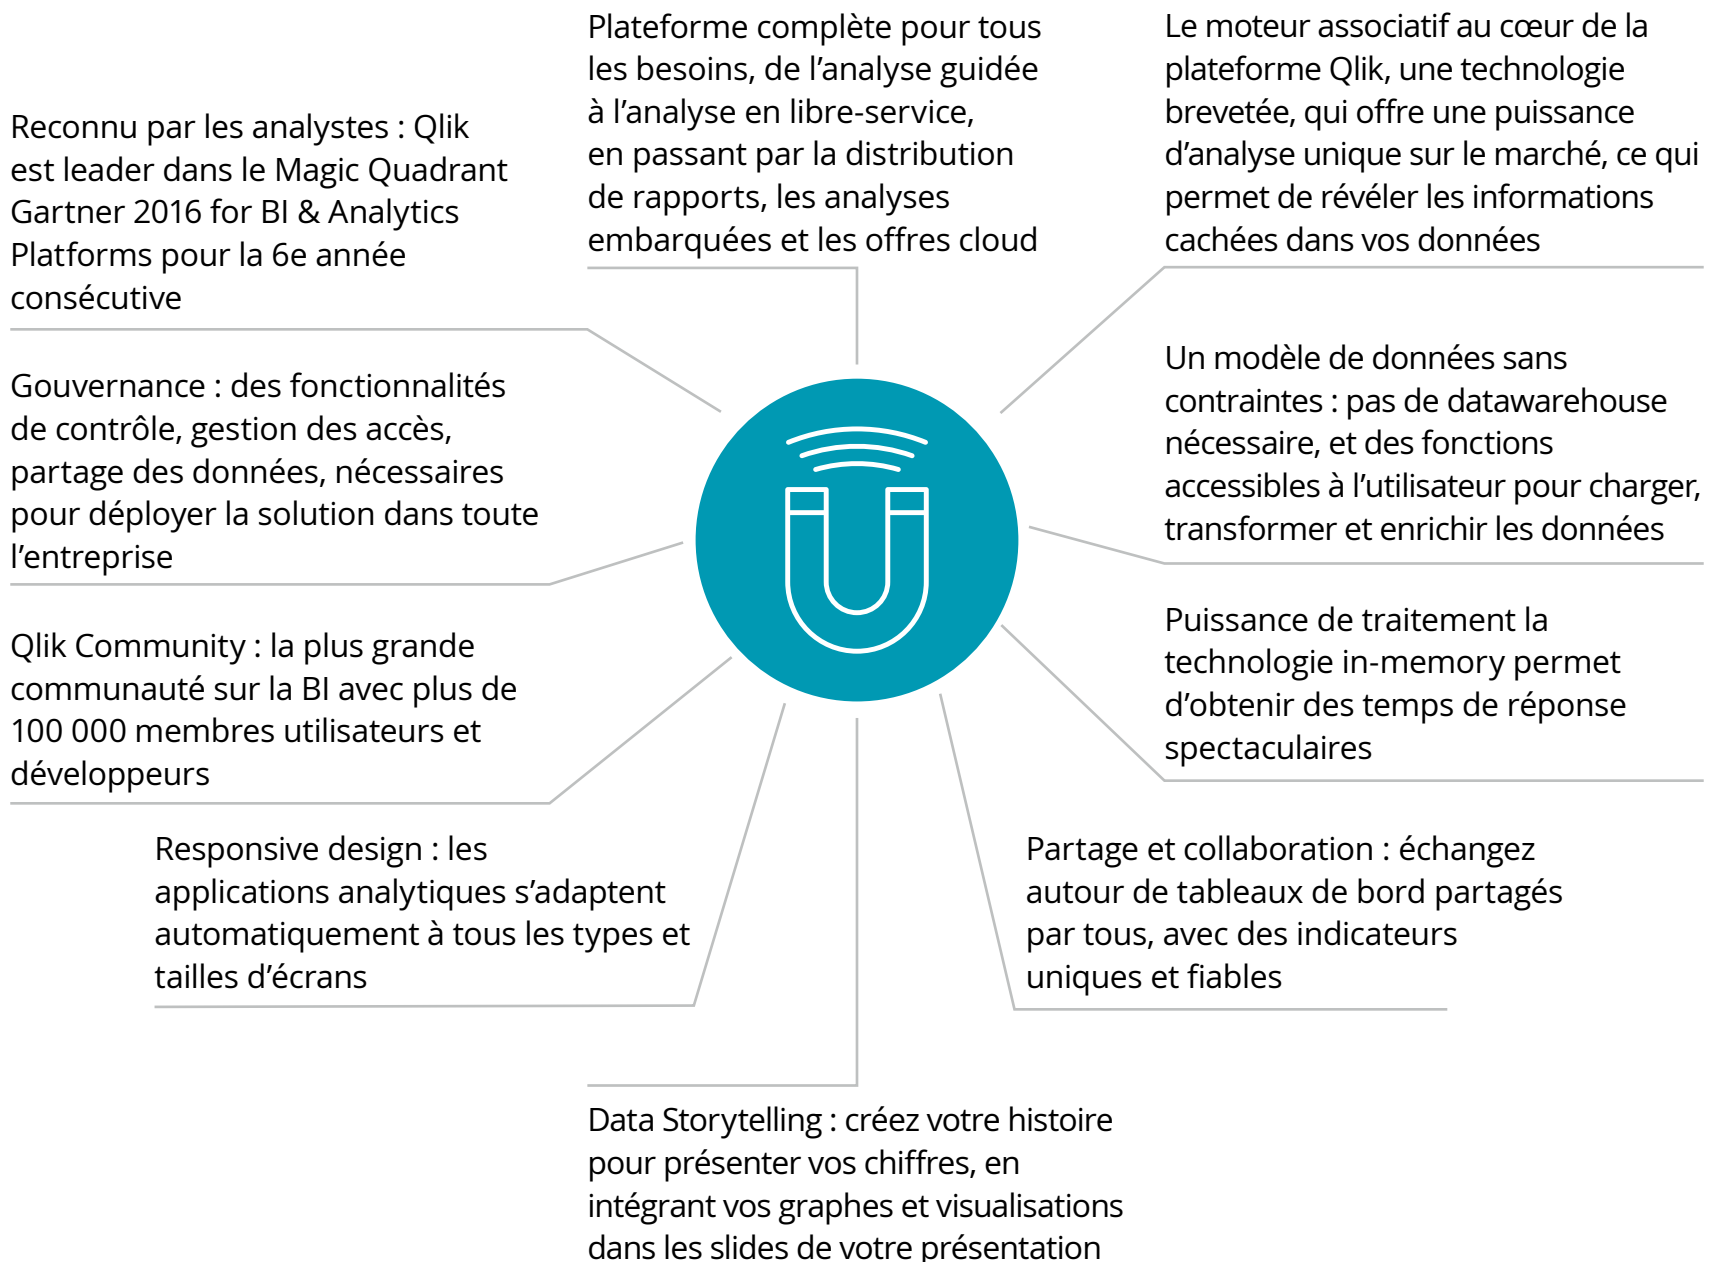 Plateforme complète pour tous
les besoins, de l’analyse guidée
à l’analyse en libre-service,
en passant par la distribution
de rapports, les analyses
embarquées et les offres cloud
Le moteur associatif au cœur de la
plateforme Qlik, une technologie
brevetée, qui offre une puissance
d’analyse unique sur le marché, ce qui
permet de révéler les informations
cachées dans vos données
Reconnu par les analystes : Qlik
est leader dans le Magic Quadrant
Gartner 2016 for BI & Analytics
Platforms pour la 6e année
consécutive
Un modèle de données sans
contraintes : pas de datawarehouse
nécessaire, et des fonctions
accessibles à l’utilisateur pour charger,
transformer et enrichir les données
Gouvernance : des fonctionnalités
de contrôle, gestion des accès,
partage des données, nécessaires
pour déployer la solution dans toute
l’entreprise
Puissance de traitement la
technologie in-memory permet
d’obtenir des temps de réponse
spectaculaires
Qlik Community : la plus grande
communauté sur la BI avec plus de
100 000 membres utilisateurs et
développeurs
Responsive design : les
applications analytiques s’adaptent
automatiquement à tous les types et
tailles d’écrans
Partage et collaboration : échangez
autour de tableaux de bord partagés
par tous, avec des indicateurs
uniques et fiables
Data Storytelling : créez votre histoire
pour présenter vos chiffres, en
intégrant vos graphes et visualisations
dans les slides de votre présentation